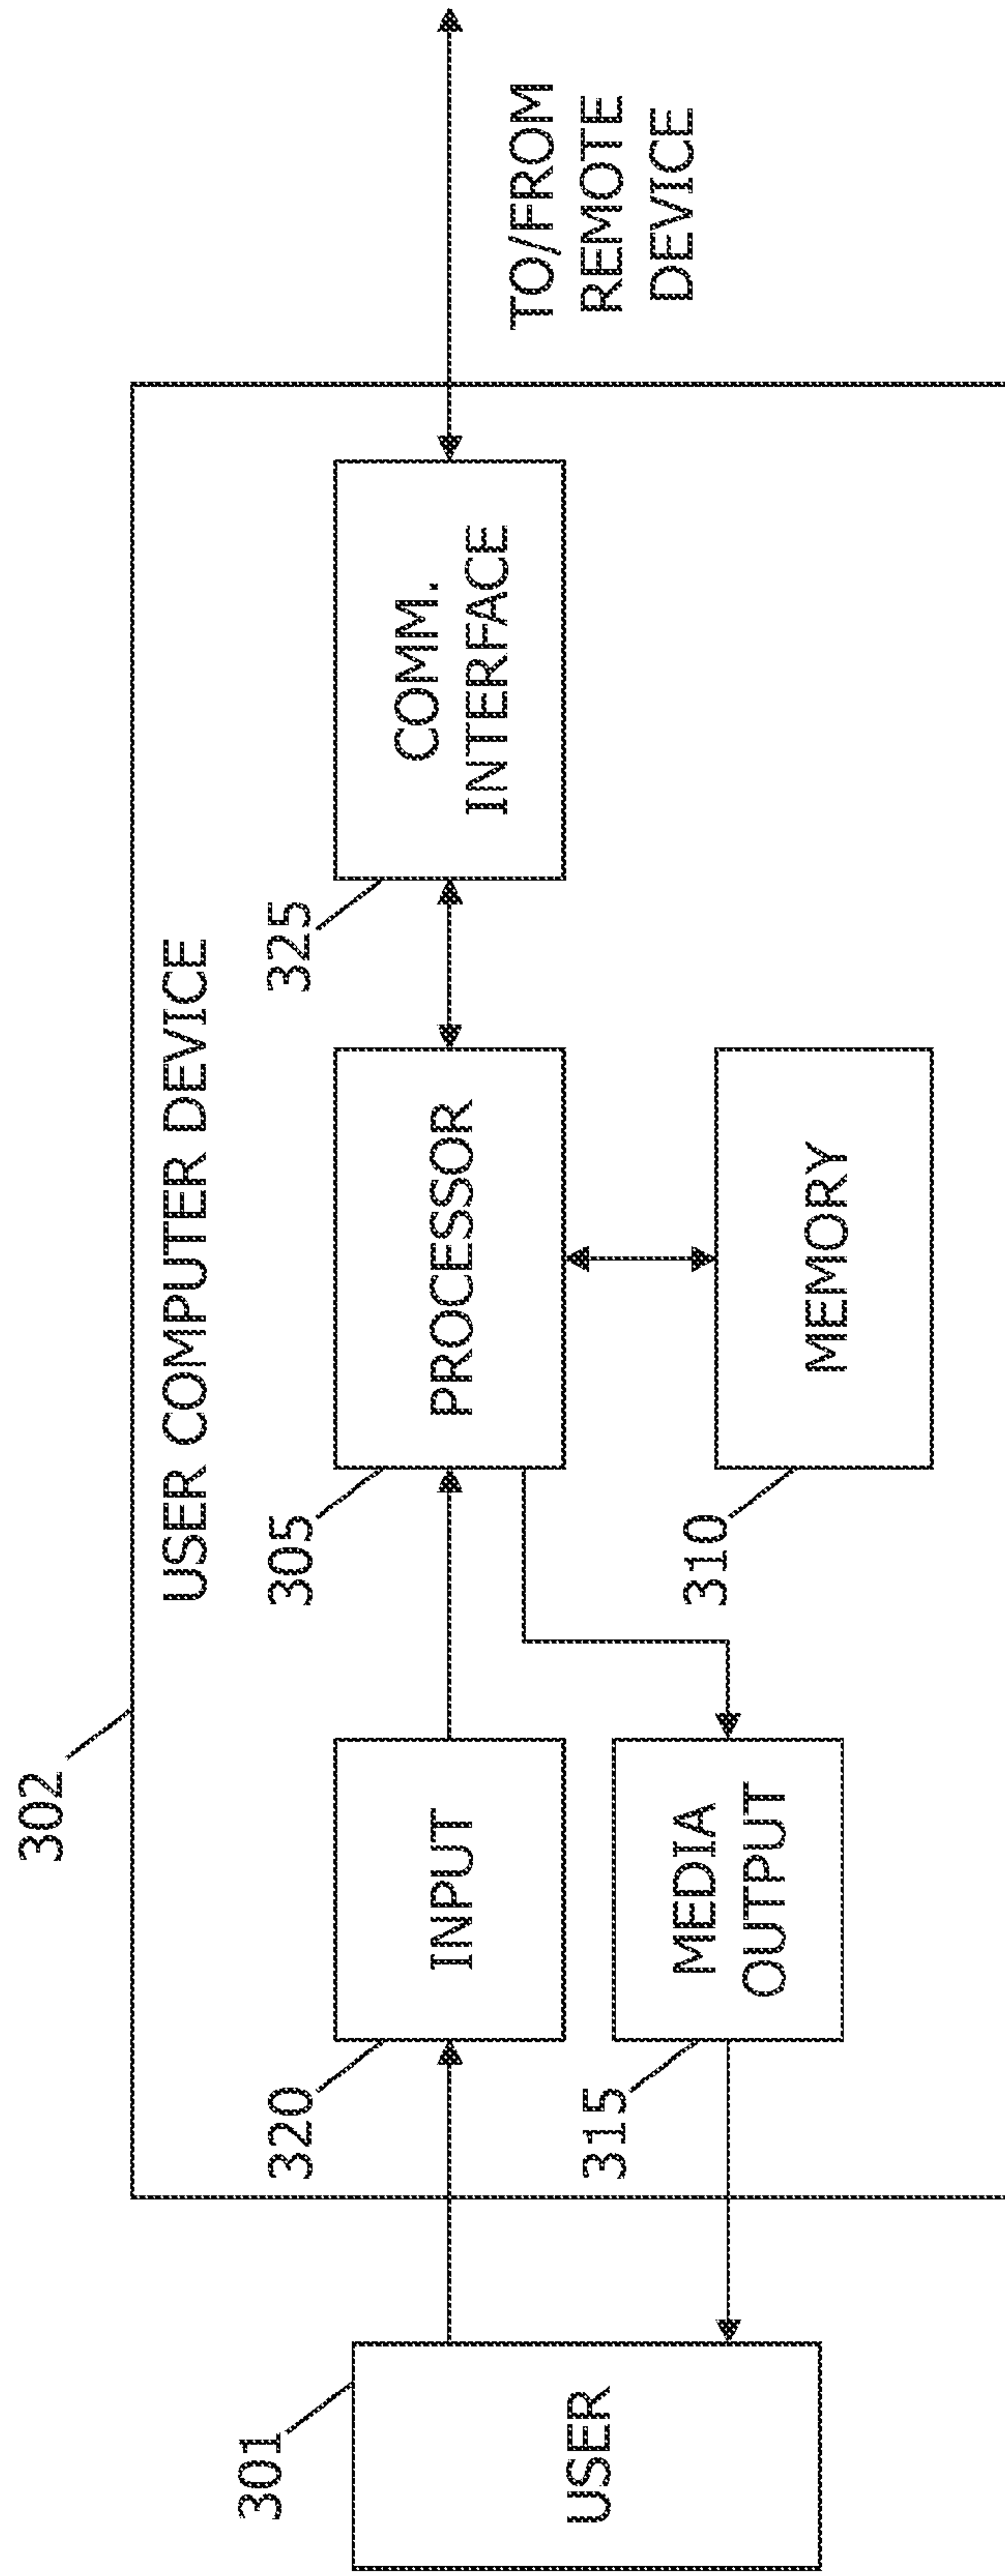 302
USER COMPUTER DEVICE
301
USER
320
INPUT
305
PROCESSOR
325
COMM.
INTERFACE
TO/FROM
REMOTE
DEVICE
315
MEDIA
OUTPUT
310
MEMORY